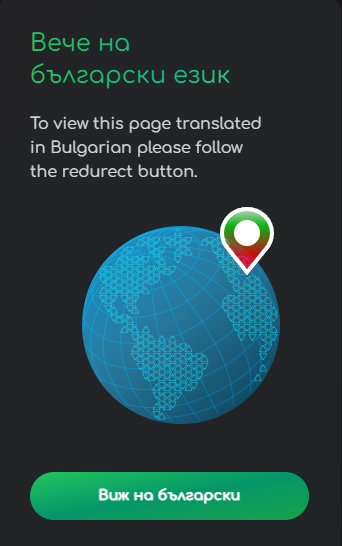 Вече на
български език
To view this page translated
in Bulgarian please follow
the redurect button.
Виж на български